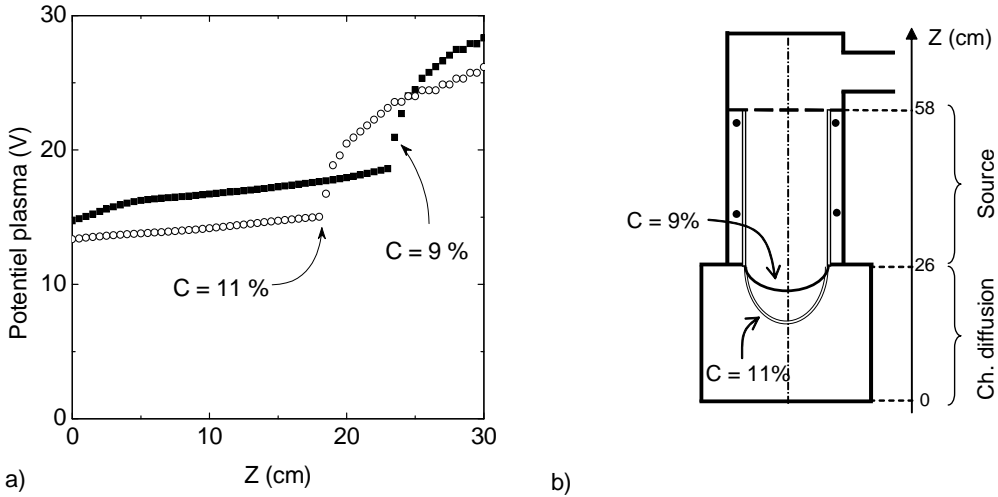 30
20
10
0
0
10
20
30
Potentiel plasma (V)
Z (cm)
C = 11 %
C = 9 %
a)
Z (cm)
58
26
0
Source
Ch. diffusion
C = 9%
C = 11%
b)